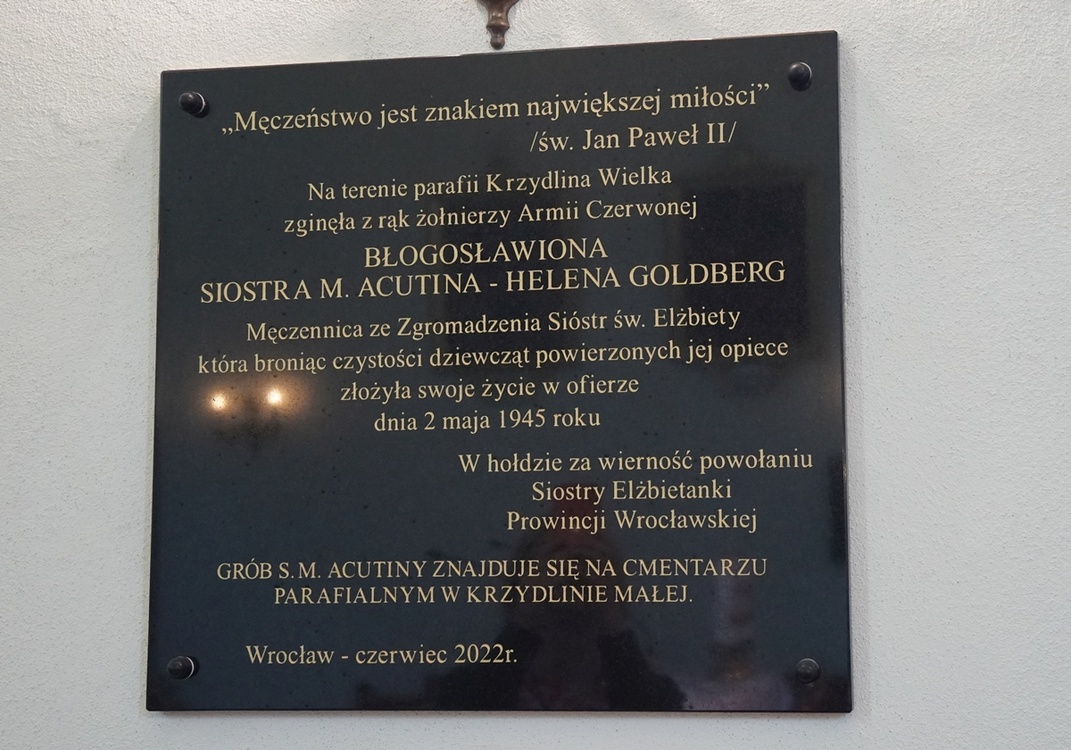 „Męczeństwo jest znakiem największej miłości”
/św. Jan Paweł II/
Na terenie parafii Krzydlina Wielka
zginęła z rąk żołnierzy Armii Czerwonej
BŁOGOSŁAWIONA
SIOSTRA M. ACUTINA - HELENA GOLDBERG
Męczennica ze Zgromadzenia Sióstr św. Elżbiety
która broniąc czystości dziewcząt powierzonych jej opiece
złożyła swoje życie w ofierze
dnia 2 maja 1945 roku
W hołdzie za wierność powołaniu
Siostry Elżbietanki
Prowincji Wrocławskiej
GRÓB S.M. ACUTINY ZNAJDUJE SIĘ NA CMENTARZU
PARAFIALNYM W KRZYDLINIE MAŁEJ.
Wrocław - czerwiec 2022r.